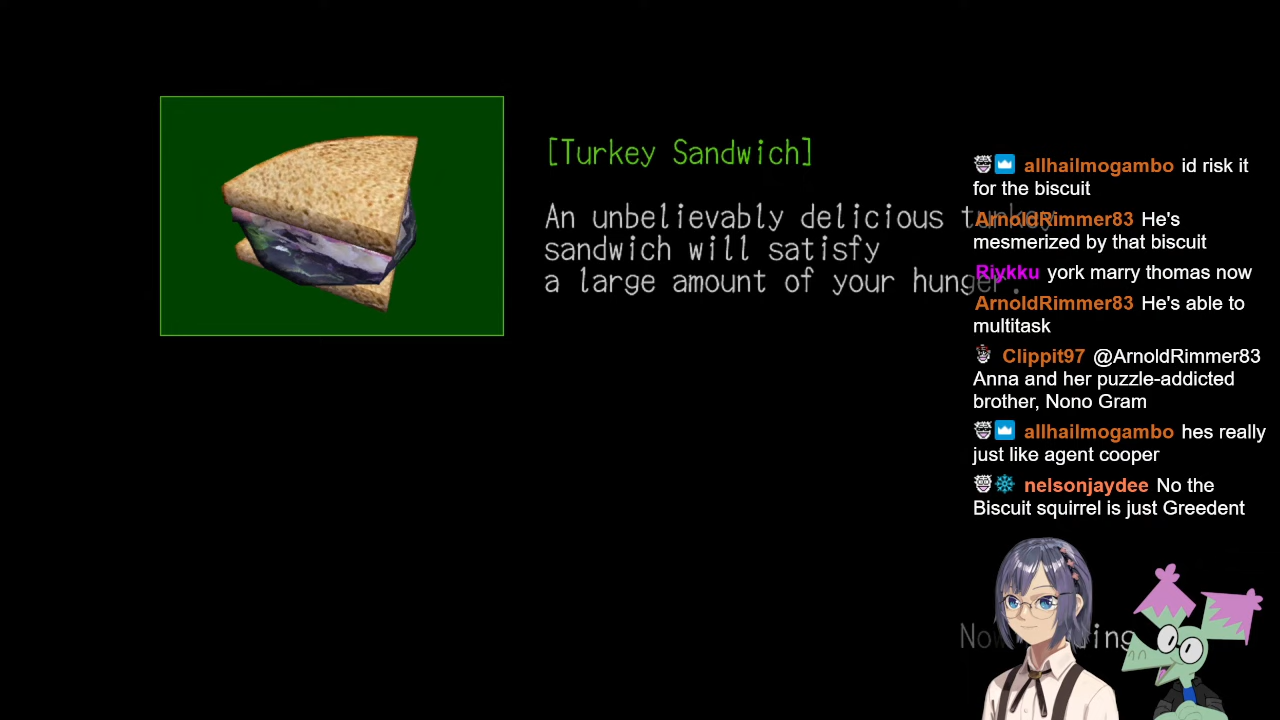 [Turkey Sandwich]
An unbelievably delicious turkey
sandwich will satisfy
a large amount of your hunger.
allhailmogambo id risk it
for the biscuit
ArnoldRimmer83 He's
mesmerized by that biscuit
Riykku york marry thomas now
ArnoldRimmer83 He's able to
multitask
Clippit97 @ArnoldRimmer83
Anna and her puzzle-addicted
brother, Nono Gram
allhailmogambo hes really
just like agent cooper
nelsonjaydee No the
Biscuit squirrel is just Greedent